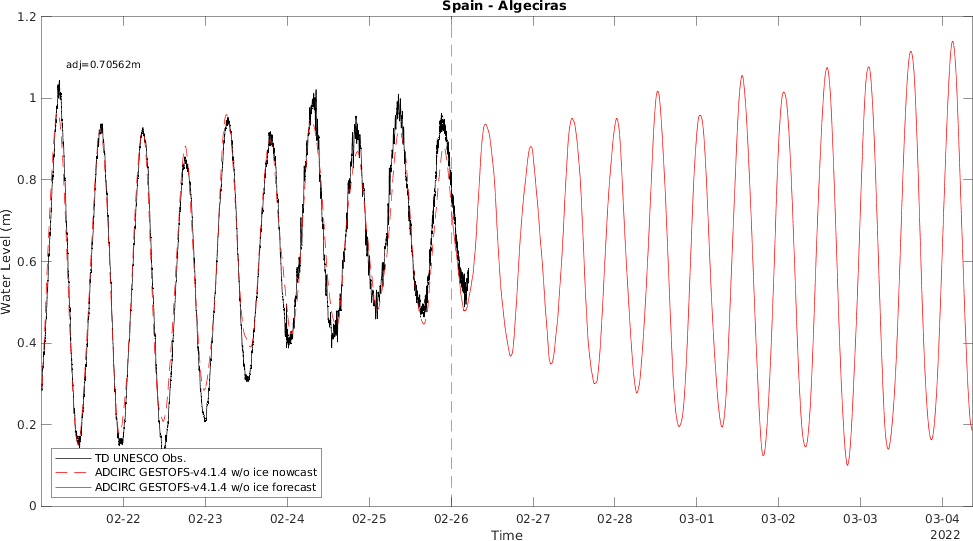 Spain - Algeciras
1.2
adj=0.70562m
1
0.8
0.6
0.4
0.2
0
Water Level (m)
TD UNESCO Obs.
ADCIRC GESTOFS-v4.1.4 w/o ice nowcast
ADCIRC GESTOFS-v4.1.4 w/o ice forecast
02-22 02-23 02-24 02-25 02-26 02-27 02-28 03-01 03-02 03-03 03-04
2022
Time